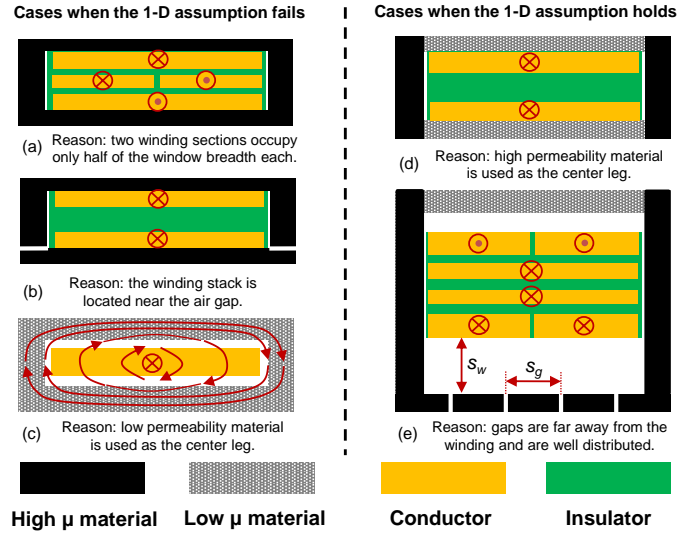 Cases when the 1-D assumption fails
(a) Reason: two winding sections occupy
only half of the window breadth each.
(b) Reason: the winding stack is
located near the air gap.
(c) Reason: low permeability material
is used as the center leg.
Cases when the 1-D assumption holds
(d) Reason: high permeability material
is used as the center leg.
s_w
s_g
(e) Reason: gaps are far away from the
winding and are well distributed.
High µ material
Low µ material
Conductor
Insulator